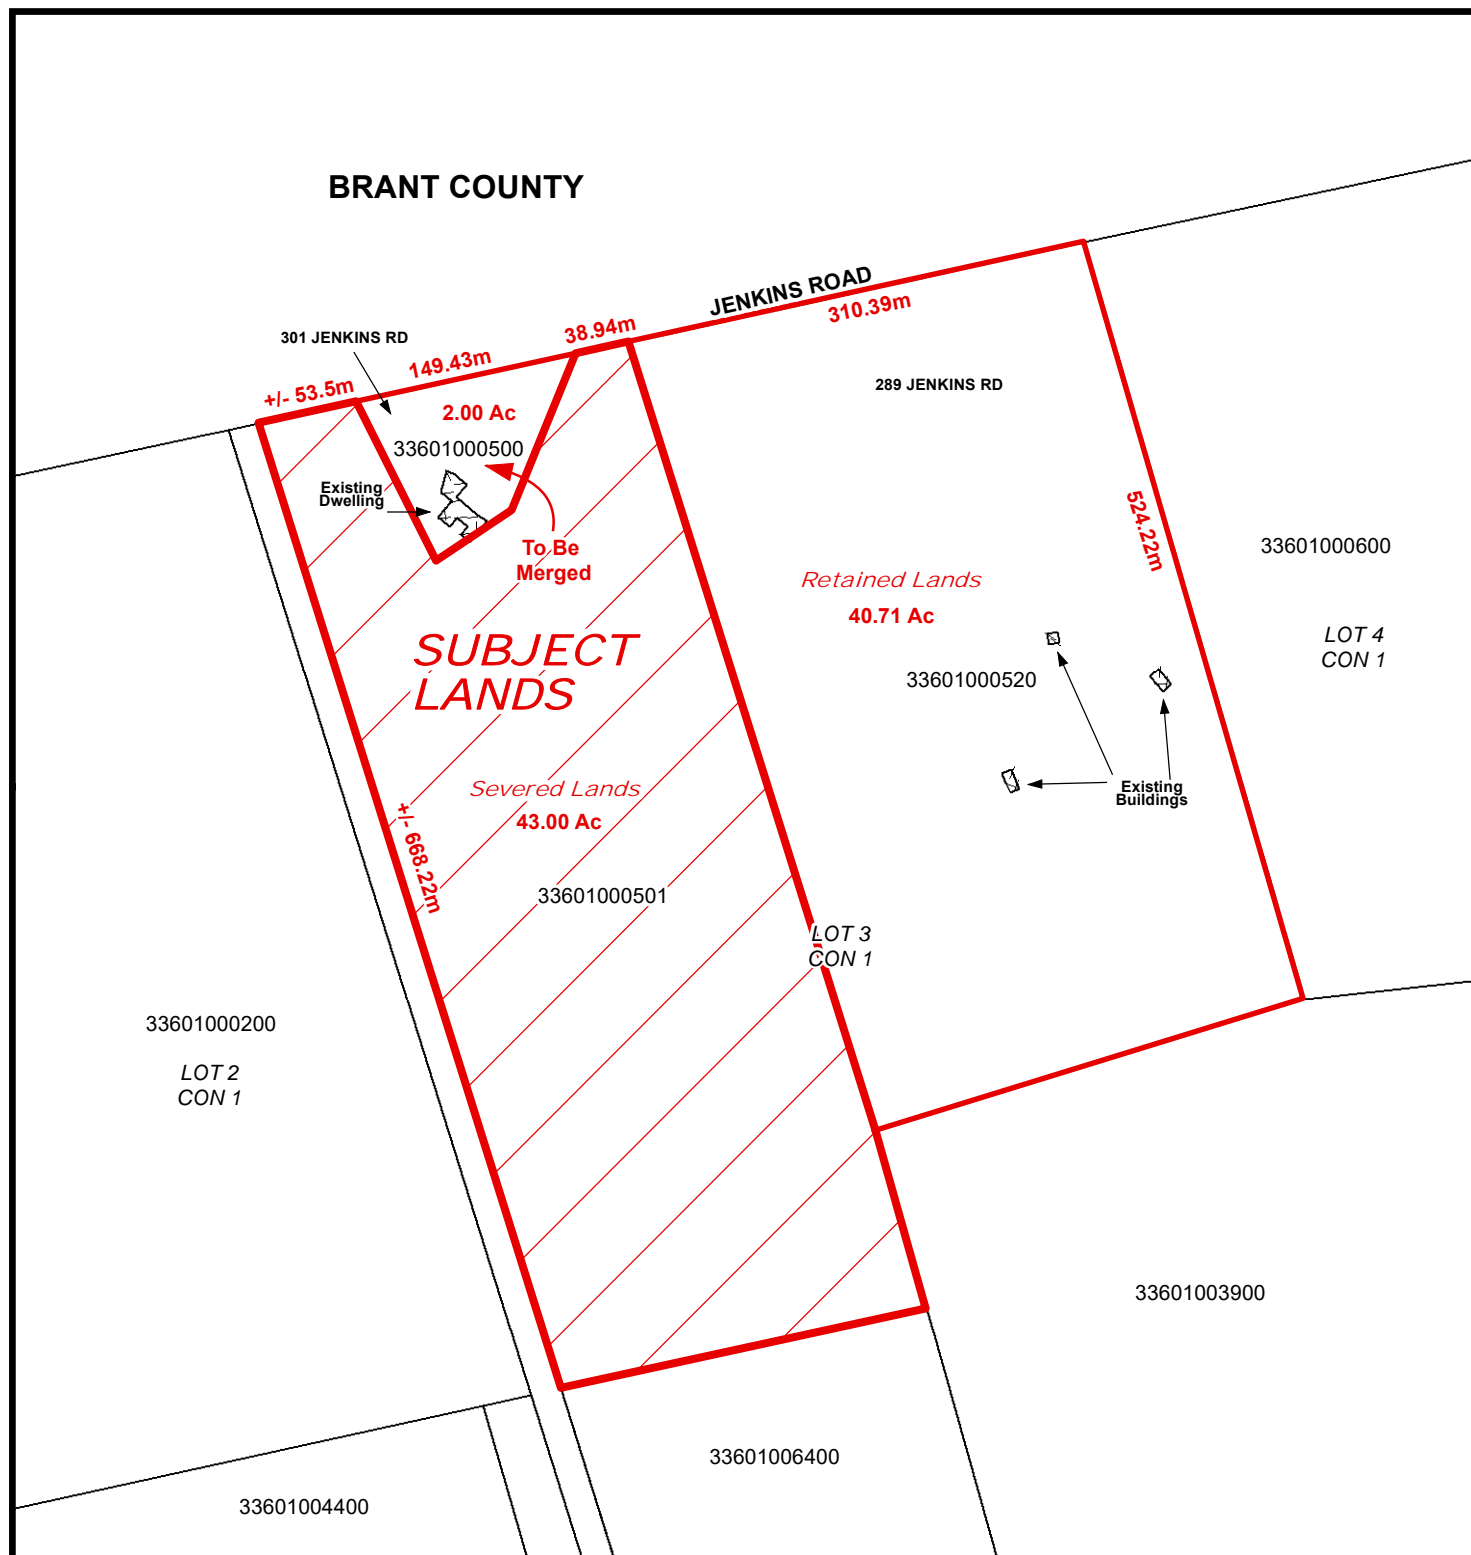 BRANT COUNTY
JENKINS ROAD
310.39m
38.94m
301 JENKINS RD
149.43m
+/- 53.5m
289 JENKINS RD
2.00 Ac
33601000500
Existing
Dwelling
To Be
Merged
524.22m
33601000600
Retained Lands
40.71 Ac
LOT 4
CON 1
SUBJECT
LANDS
33601000520
Severed Lands
43.00 Ac
Existing
Buildings
+/- 668.22m
33601000501
LOT 3
CON 1
33601000200
LOT 2
CON 1
33601003900
33601006400
33601004400